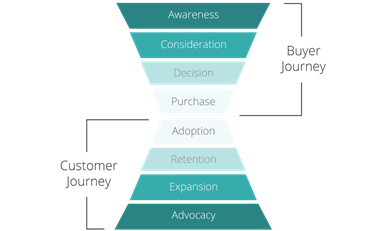 Awareness
Consideration
Decision
Purchase
Buyer
Journey
Adoption
Retention
Expansion
Advocacy
Customer
Journey